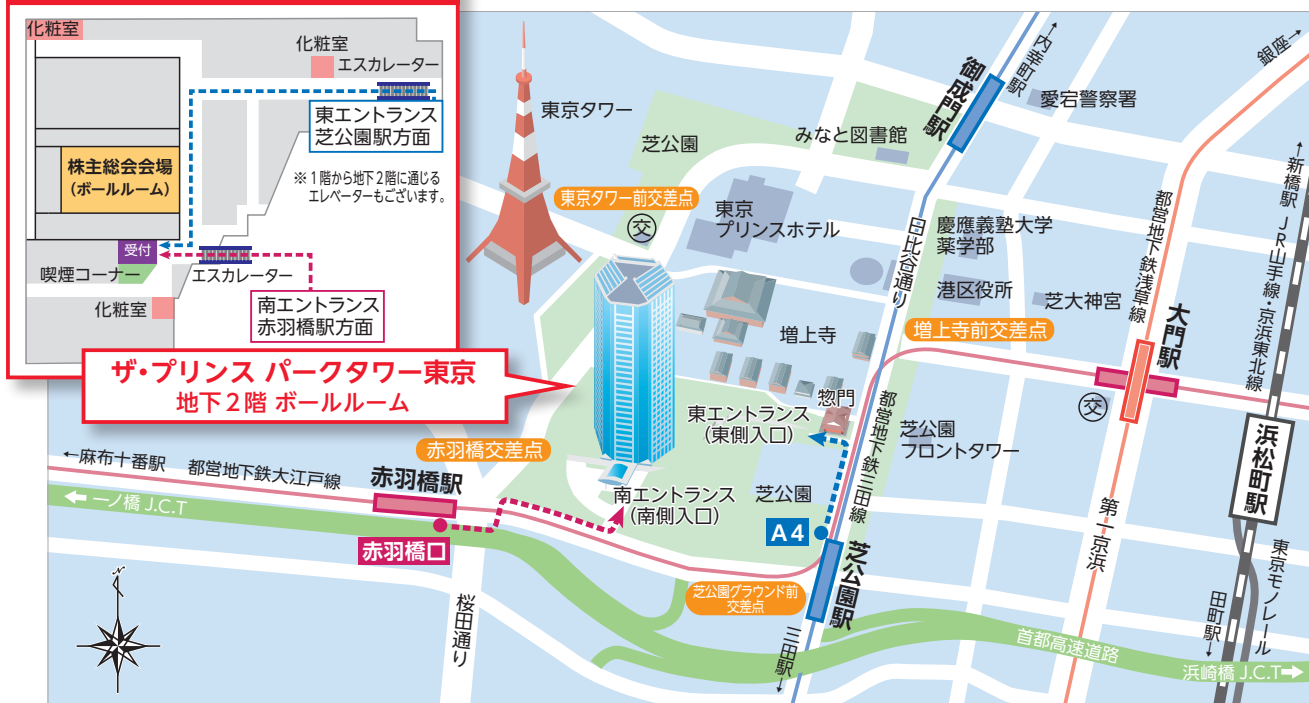 化粧室
化粧室
エスカレーター
東エントランス
芝公園駅方面
※１階から地下２階に通じる
エレベーターもございます。
株主総会会場
(ボールルーム)
受付
喫煙コーナー
エスカレーター
化粧室
南エントランス
赤羽橋駅方面
ザ・プリンス パークタワー東京
地下２階 ボールルーム
東京タワー
芝公園
みなと図書館
御成門駅
↑内幸町駅
愛宕警察署
銀座→
東京タワー前交差点
交
東京
プリンスホテル
日比谷通り
慶應義塾大学
薬学部
港区役所
芝大神宮
都営地下鉄浅草線
←新橋駅 JR山手線・京浜東北線
増上寺
増上寺前交差点
大門駅
交
惣門
東エントランス
(東側入口)
都営地下鉄三田線
芝公園
フロントタワー
浜松町駅
赤羽橋交差点
←麻布十番駅
都営地下鉄大江戸線
赤羽橋駅
←一ノ橋 J.C.T
赤羽橋口
南エントランス
(南側入口)
芝公園
A4
芝公園駅
第一京浜
芝公園グラウンド前
交差点
N
桜田通り
三田駅→
首都高速道路
田町駅→
東京モノレール
浜崎橋 J.C.T→